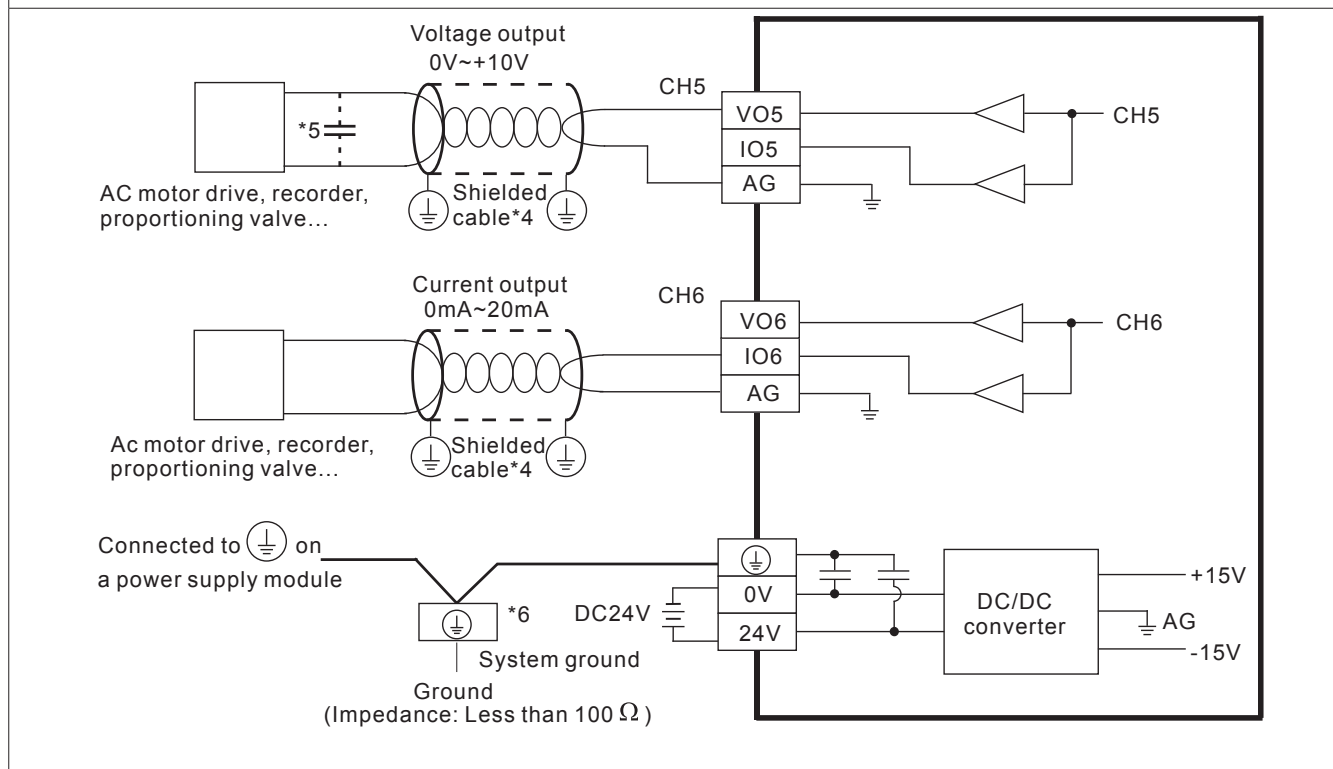 Voltage output
0V~+10V
CH5
*5
VO5
CH5
IO5
AG
AC motor drive, recorder,
proportioning valve...
Shielded
cable*4
Current output
0mA~20mA
CH6
VO6
CH6
IO6
AG
Ac motor drive, recorder,
proportioning valve...
Shielded
cable*4
Connected to on
a power supply module
*6
DC24V
0V
24V
DC/DC
converter
+15V
AG
-15V
System ground
Ground
(Impedance: Less than 100 Ω )